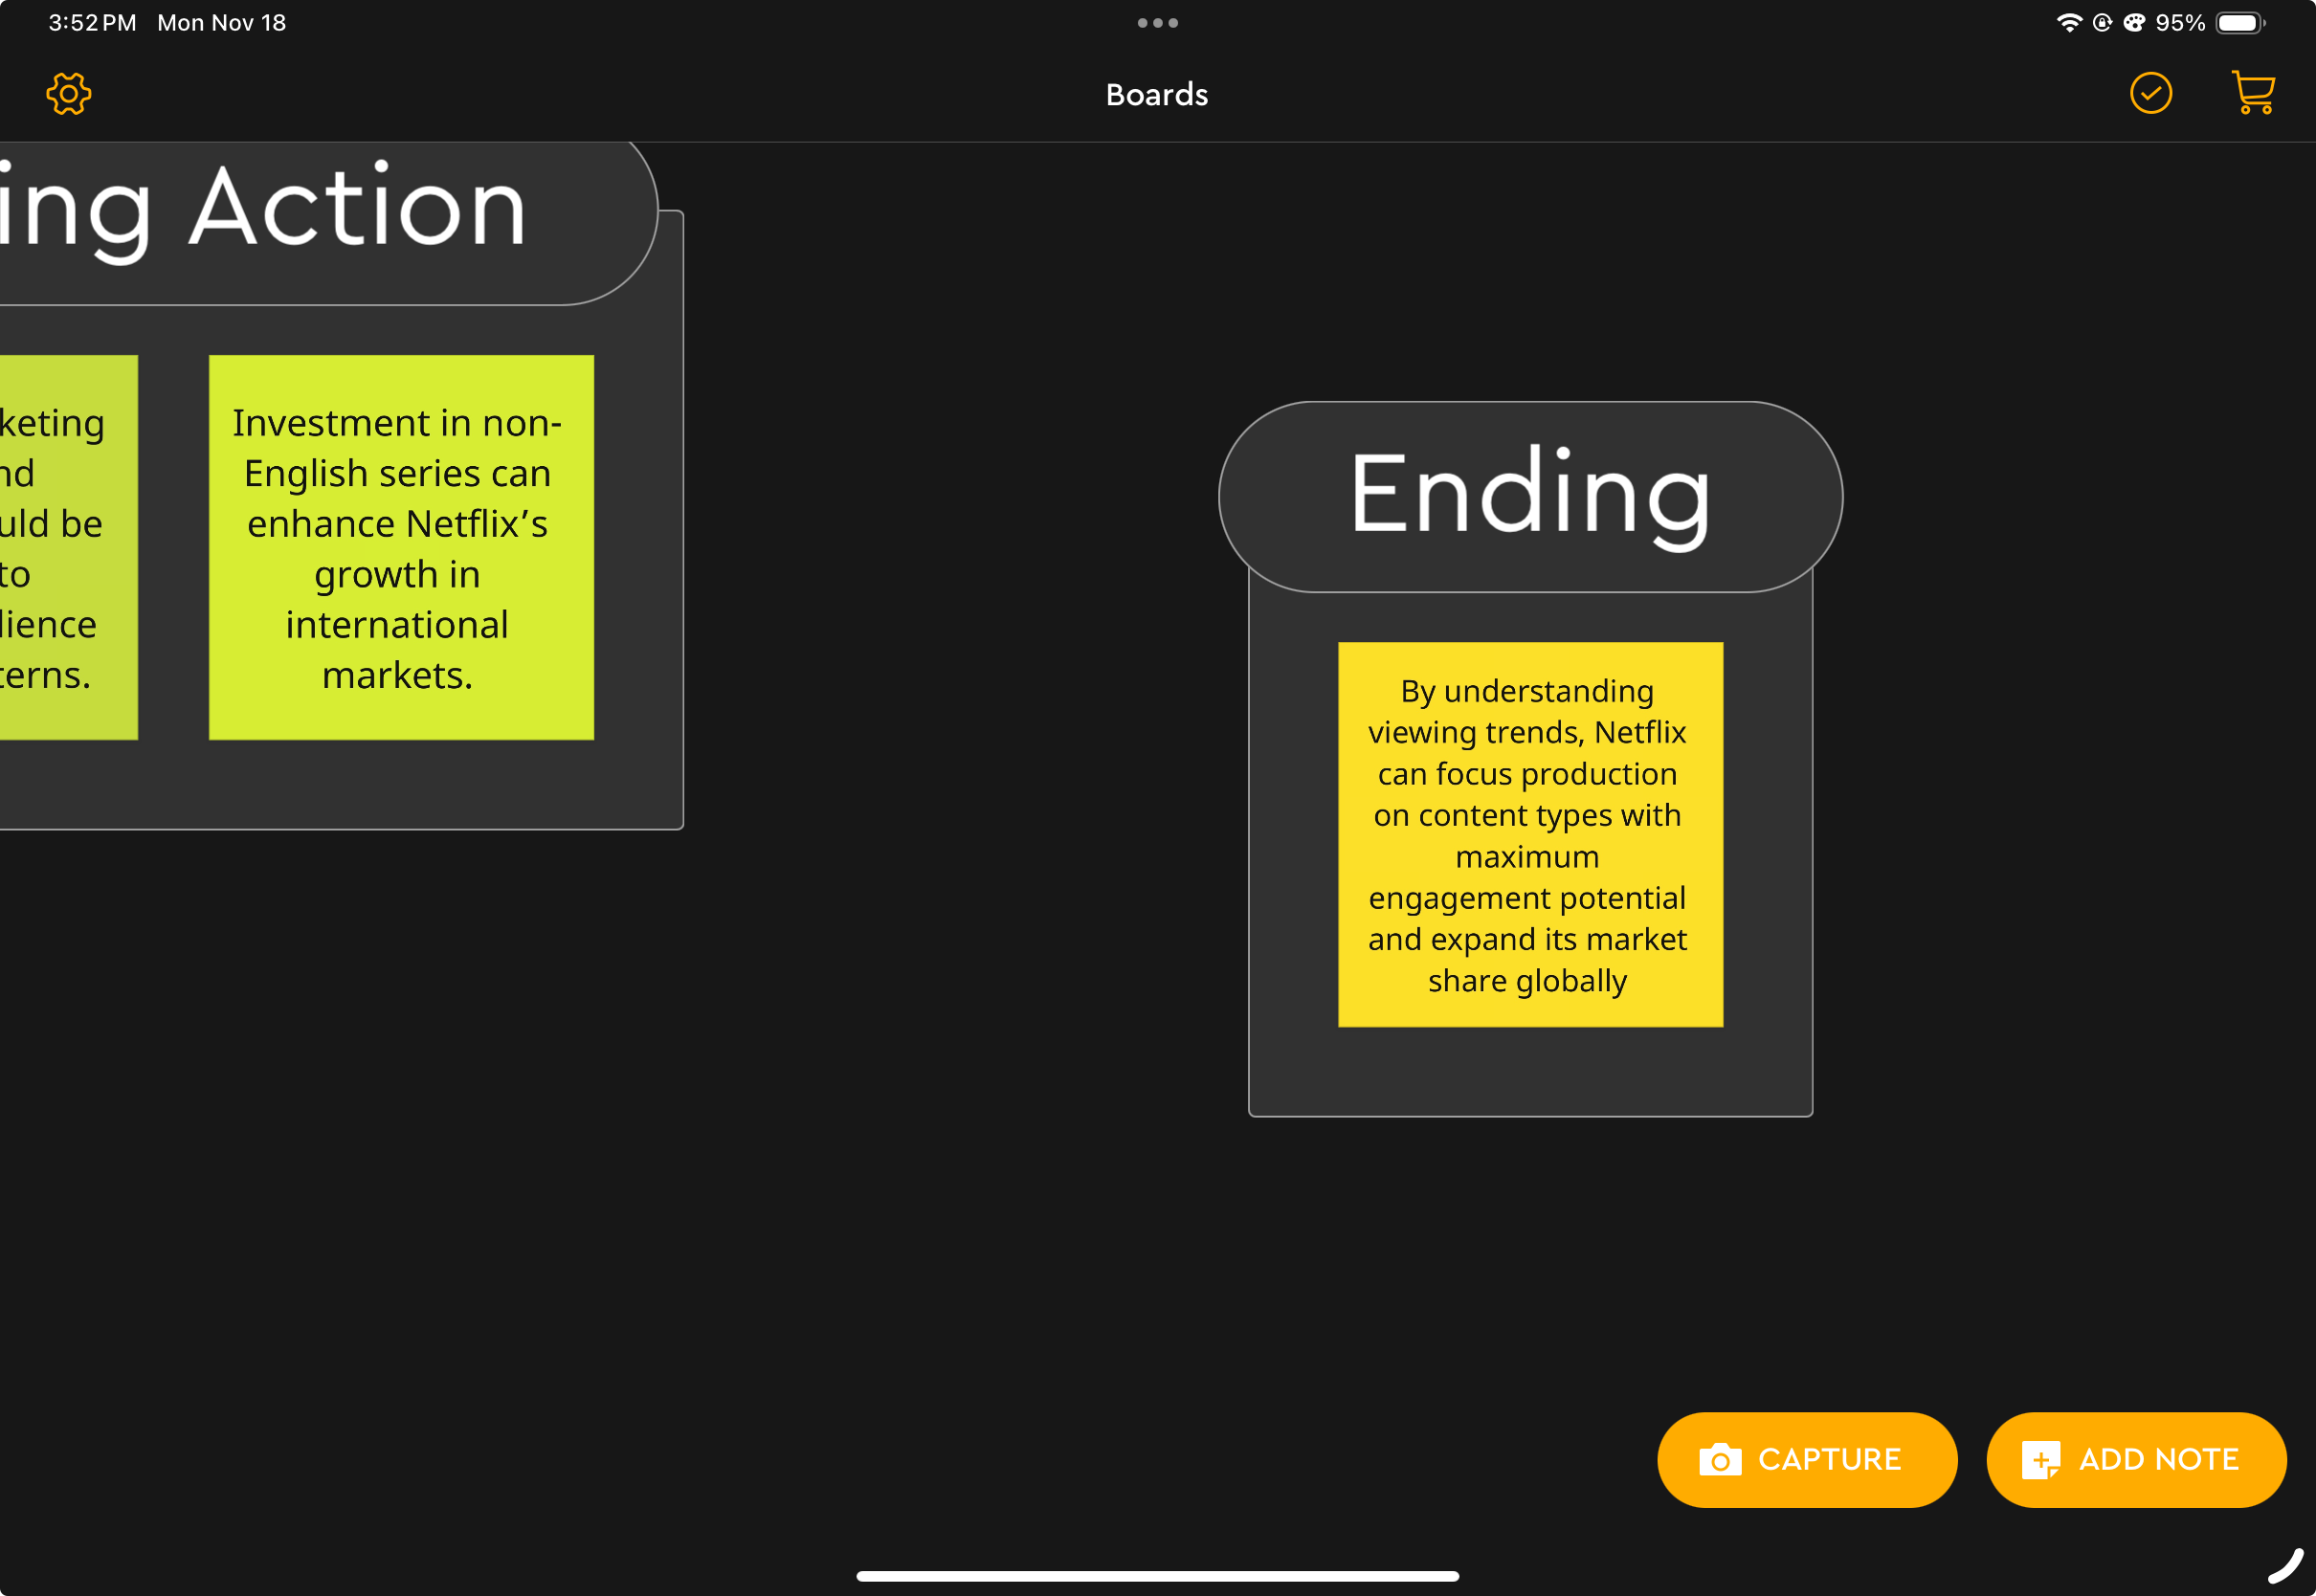 3:52 PM Mon Nov 18
95%
Boards
ing Action
keting
nd
uld be
to
lience
terns.
Investment in non-
English series can
enhance Netflix’s
growth in
international
markets.
Ending
By understanding
viewing trends, Netflix
can focus production
on content types with
maximum
engagement potential
and expand its market
share globally
CAPTURE
ADD NOTE